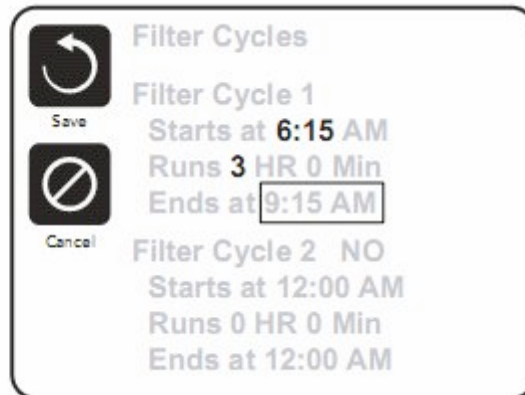 Filter Cycles
Save
Filter Cycle 1
Starts at 6:15 AM
Runs 3 HR 0 Min
Ends at 9:15 AM
Cancel
Filter Cycle 2 NO
Starts at 12:00 AM
Runs 0 HR 0 Min
Ends at 12:00 AM